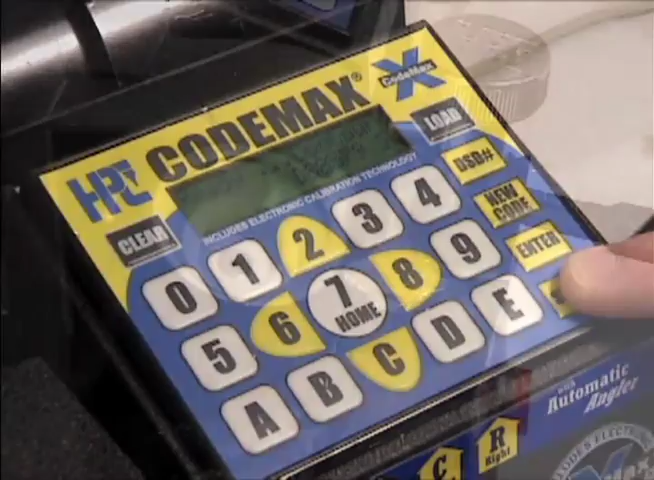 HPC CODEMAX® CodeMax X
LOAD
INCLUDES ELECTRONIC CALIBRATION TECHNOLOGY
DSD#
CLEAR
0 1 2 3 4
NEW CODE
5 6 7 HOME 8 9
ENTER
A B C D E
with Automatic Angler
C
R Right